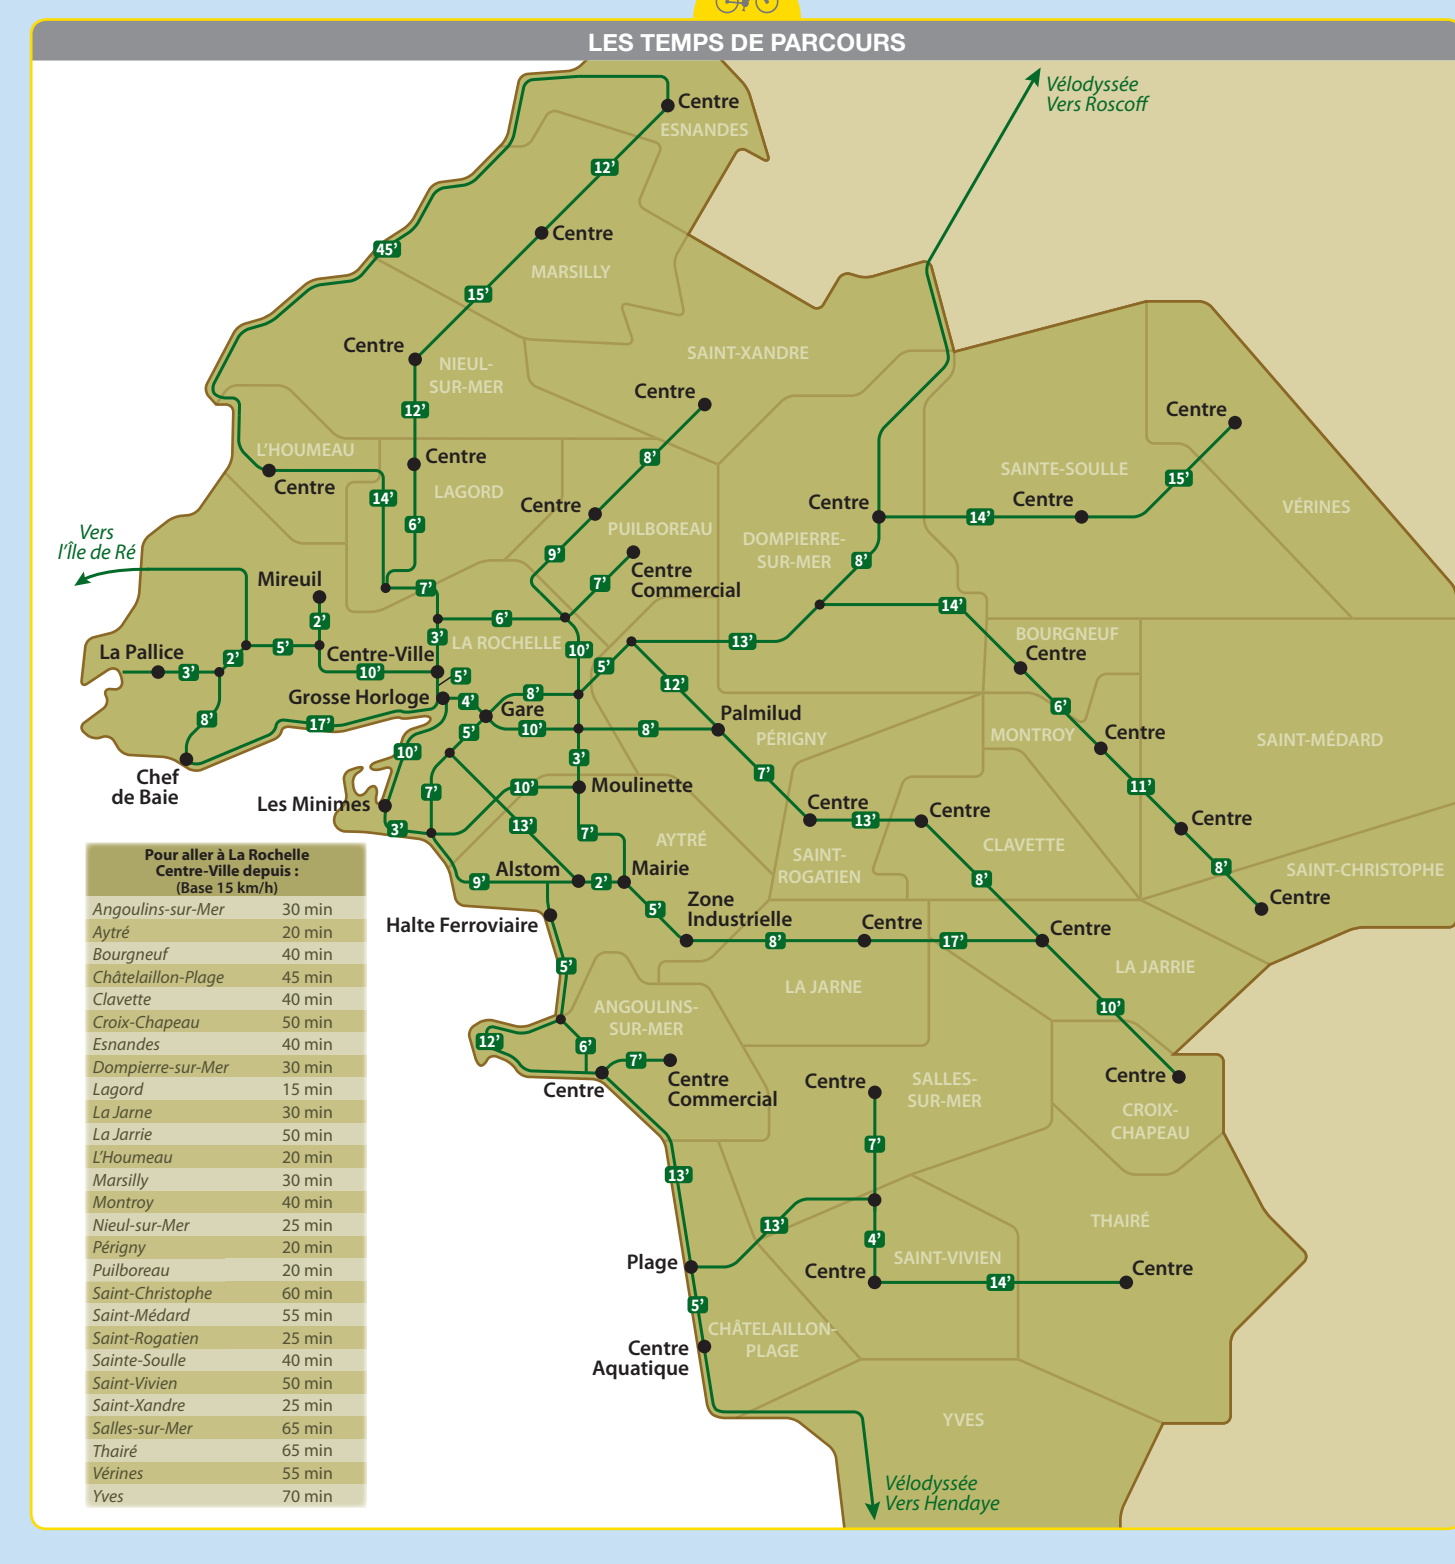 LES TEMPS DE PARCOURS
Vélodyssée
Vers Roscoff
Centre
ESNANDES
12’
Centre
MARSILLY
45’
15’
Centre
NIEUL-
SUR-MER
SAINT-XANDRE
Centre
12’
Centre
L’HOUMEAU
Centre
Centre
LAGORD
8’
SAINTE-SOULLE
Centre
15’
14’
Centre
PUILBOREAU
Centre
14’
VÉRINES
6’
Vers
l’Île de Ré
9’
DOMPIERRE-
SUR-MER
8’
Mireuil
7’
7’
Centre
Commercial
14’
2’
6’
3’
LA ROCHELLE
10’
13’
BOURGNEUF
Centre
La Pallice
3’
2’
5’
Centre-Ville
10’
5’
5’
12’
Grosse Horloge
4’
8’
Gare
6’
8’
17’
5’
10’
8’
Palmilud
PÉRIGNY
MONTROY
Centre
SAINT-MÉDARD
10’
3’
7’
Chef
de Baie
7’
10’
Moulinette
11’
Les Minimes
3’
13’
7’
Centre
13’
Centre
Centre
AYTRÉ
SAINT-
ROGATIEN
CLAVETTE
8’
SAINT-CHRISTOPHE
Centre
Alstom
9’
2’
Mairie
8’
Halte Ferroviaire
5’
Zone
Industrielle
8’
Centre
17’
Centre
5’
LA JARNE
LA JARRIE
ANGOULINS-
SUR-MER
10’
12’
6’
7’
Centre
Centre
Commercial
Centre
SALLES-
SUR-MER
Centre
CROIX-
CHAPEAU
7’
13’
13’
4’
THAIRÉ
Plage
SAINT-VIVIEN
Centre
14’
Centre
5’
CHÂTELAILLON-
PLAGE
Centre
Aquatique
YVES
Vélodyssée
Vers Hendaye
Pour aller à La Rochelle
Centre-Ville depuis :
(Base 15 km/h)
Angoulins-sur-Mer 30 min
Aytré 20 min
Bourgneuf 40 min
Châtelaillon-Plage 45 min
Clavette 40 min
Croix-Chapeau 50 min
Esnandes 40 min
Dompierre-sur-Mer 30 min
Lagord 15 min
La Jarne 30 min
La Jarrie 50 min
L’Houmeau 20 min
Marsilly 30 min
Montroy 40 min
Nieul-sur-Mer 25 min
Périgny 20 min
Puilboreau 20 min
Saint-Christophe 60 min
Saint-Médard 55 min
Saint-Rogatien 25 min
Sainte-Soulle 40 min
Saint-Vivien 50 min
Saint-Xandre 25 min
Salles-sur-Mer 65 min
Thairé 65 min
Vérines 55 min
Yves 70 min